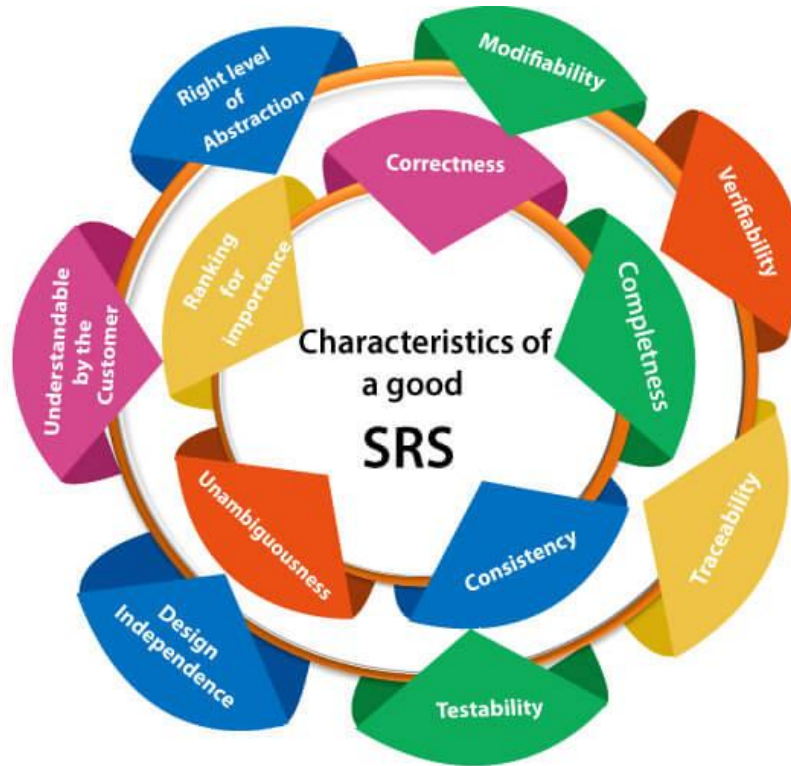 Characteristics of
a good
SRS
Correctness
Completness
Consistency
Unambiguousness
Ranking
for
importance
Modifiability
Verifiability
Traceability
Testability
Design
Independence
Understandable
by the
Customer
Right level
of
Abstraction